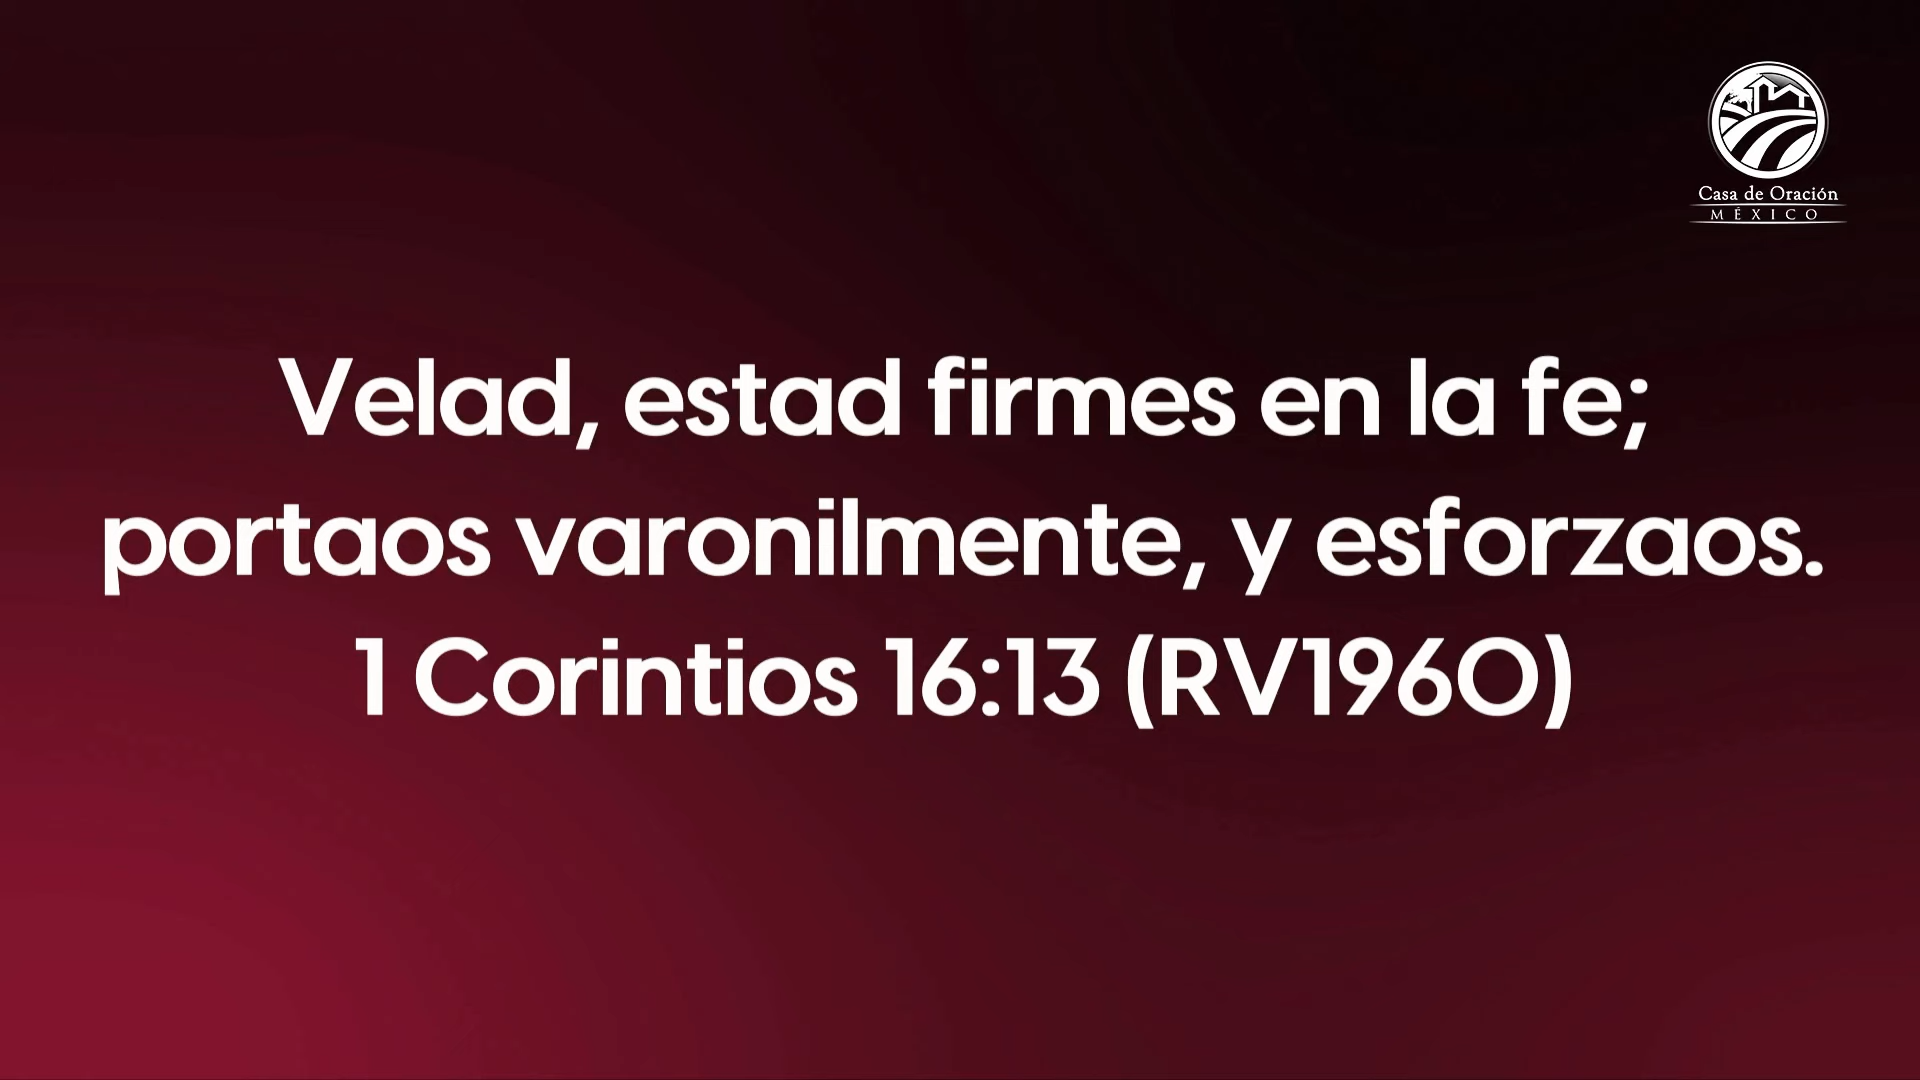 Casa de Oración
MÉXICO
Velad, estad firmes en la fe;
portaos varonilmente, y esforzaos.
1 Corintios 16:13 (RV1960)